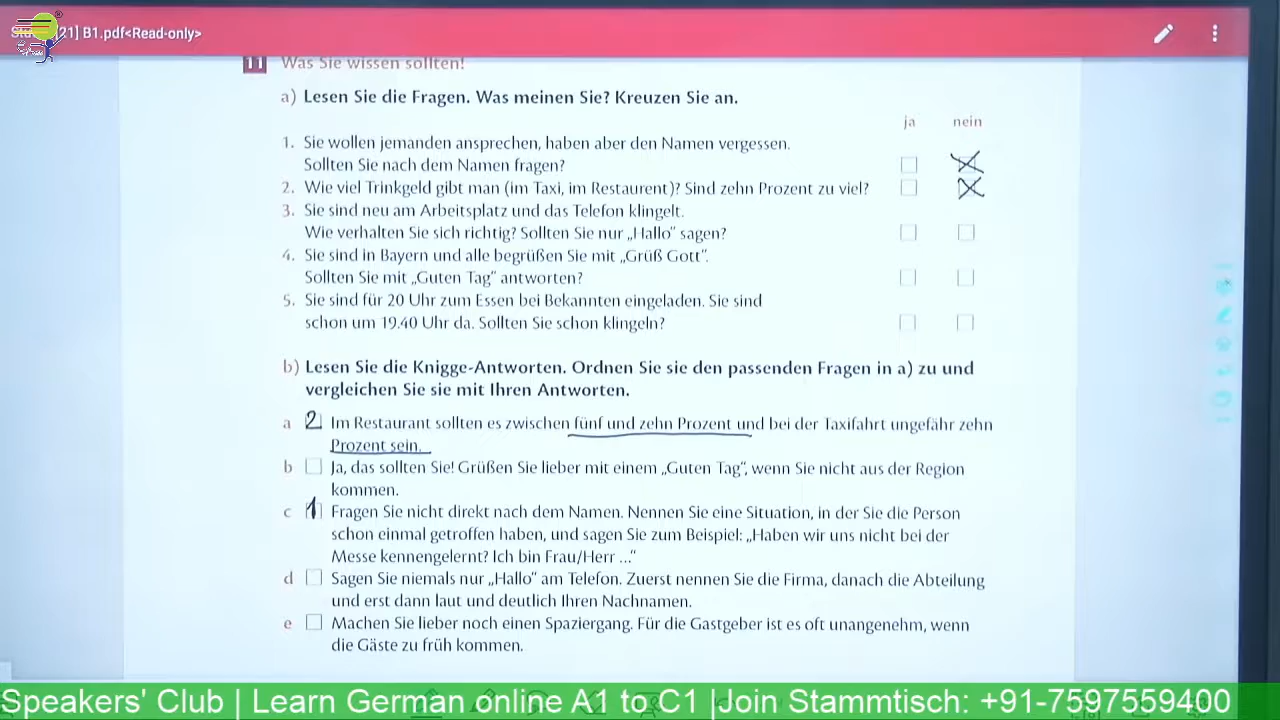 [21] B1.pdf<Read-only>
11 Was Sie wissen sollten!
a) Lesen Sie die Fragen. Was meinen Sie? Kreuzen Sie an.
ja nein
1. Sie wollen jemanden ansprechen, haben aber den Namen vergessen.
Sollten Sie nach dem Namen fragen?
2. Wie viel Trinkgeld gibt man (im Taxi, im Restaurent)? Sind zehn Prozent zu viel?
3. Sie sind neu am Arbeitsplatz und das Telefon klingelt.
Wie verhalten Sie sich richtig? Sollten Sie nur „Hallo“ sagen?
4. Sie sind in Bayern und alle begrüßen Sie mit „Grüß Gott“.
Sollten Sie mit „Guten Tag“ antworten?
5. Sie sind für 20 Uhr zum Essen bei Bekannten eingeladen. Sie sind
schon um 19.40 Uhr da. Sollten Sie schon klingeln?
b) Lesen Sie die Knigge-Antworten. Ordnen Sie sie den passenden Fragen in a) zu und
vergleichen Sie sie mit Ihren Antworten.
a 2 Im Restaurant sollten es zwischen fünf und zehn Prozent und bei der Taxifahrt ungefähr zehn
Prozent sein.
b Ja, das sollten Sie! Grüßen Sie lieber mit einem „Guten Tag“, wenn Sie nicht aus der Region
kommen.
c 1 Fragen Sie nicht direkt nach dem Namen. Nennen Sie eine Situation, in der Sie die Person
schon einmal getroffen haben, und sagen Sie zum Beispiel: „Haben wir uns nicht bei der
Messe kennengelernt? Ich bin Frau/Herr ...“
d Sagen Sie niemals nur „Hallo“ am Telefon. Zuerst nennen Sie die Firma, danach die Abteilung
und erst dann laut und deutlich Ihren Nachnamen.
e Machen Sie lieber noch einen Spaziergang. Für die Gastgeber ist es oft unangenehm, wenn
die Gäste zu früh kommen.
Speakers' Club | Learn German online A1 to C1 |Join Stammtisch: +91-7597559400